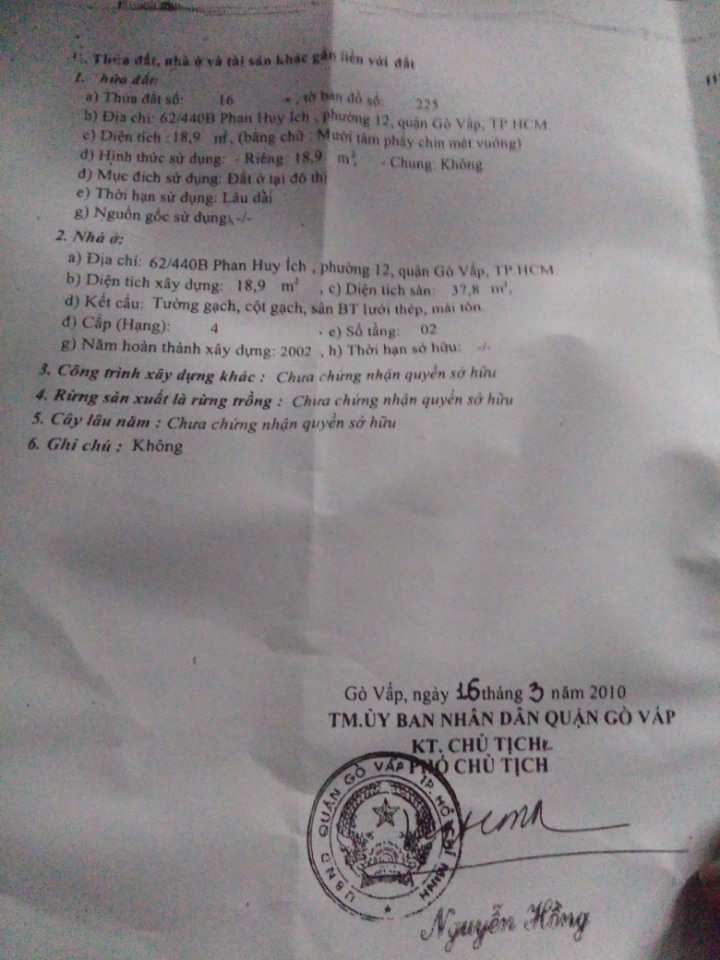 Thửa đất, nhà ở và tài sản khác gắn liền với đất
1. hửa đất:
a) Thửa đất số: 16 , tờ bản đồ số: 225
b) Địa chỉ: 62/440B Phan Huy Ích , phường 12, quận Gò Vấp, TP HCM
c) Diện tích : 18,9 m², (bằng chữ : Mười tám phẩy chín mét vuông)
d) Hình thức sử dụng: - Riêng: 18,9 m², - Chung: Không
đ) Mục đích sử dụng: Đất ở tại đô thị
e) Thời hạn sử dụng: Lâu dài
g) Nguồn gốc sử dụng: -/-
2. Nhà ở:
a) Địa chỉ: 62/440B Phan Huy Ích , phường 12, quận Gò Vấp, TP HCM.
b) Diện tích xây dựng: 18,9 m² , c) Diện tích sàn: 37,8 m²,
d) Kết cấu: Tường gạch, cột gạch, sàn BT lưới thép, mái tôn.
đ) Cấp (Hạng): 4 , e) Số tầng: 02
g) Năm hoàn thành xây dựng: 2002 , h) Thời hạn sở hữu: -/-
3. Công trình xây dựng khác : Chưa chứng nhận quyền sở hữu
4. Rừng sản xuất là rừng trồng : Chưa chứng nhận quyền sở hữu
5. Cây lâu năm : Chưa chứng nhận quyền sở hữu
6. Ghi chú : Không
Gò Vấp, ngày 16 tháng 3 năm 2010
TM.ỦY BAN NHÂN DÂN QUẬN GÒ VẤP
KT. CHỦ TỊCH
PHÓ CHỦ TỊCH
U.B.N.D QUẬN GÒ VẤP T.P. HỒ CHÍ MINH
Nguyễn Hồng